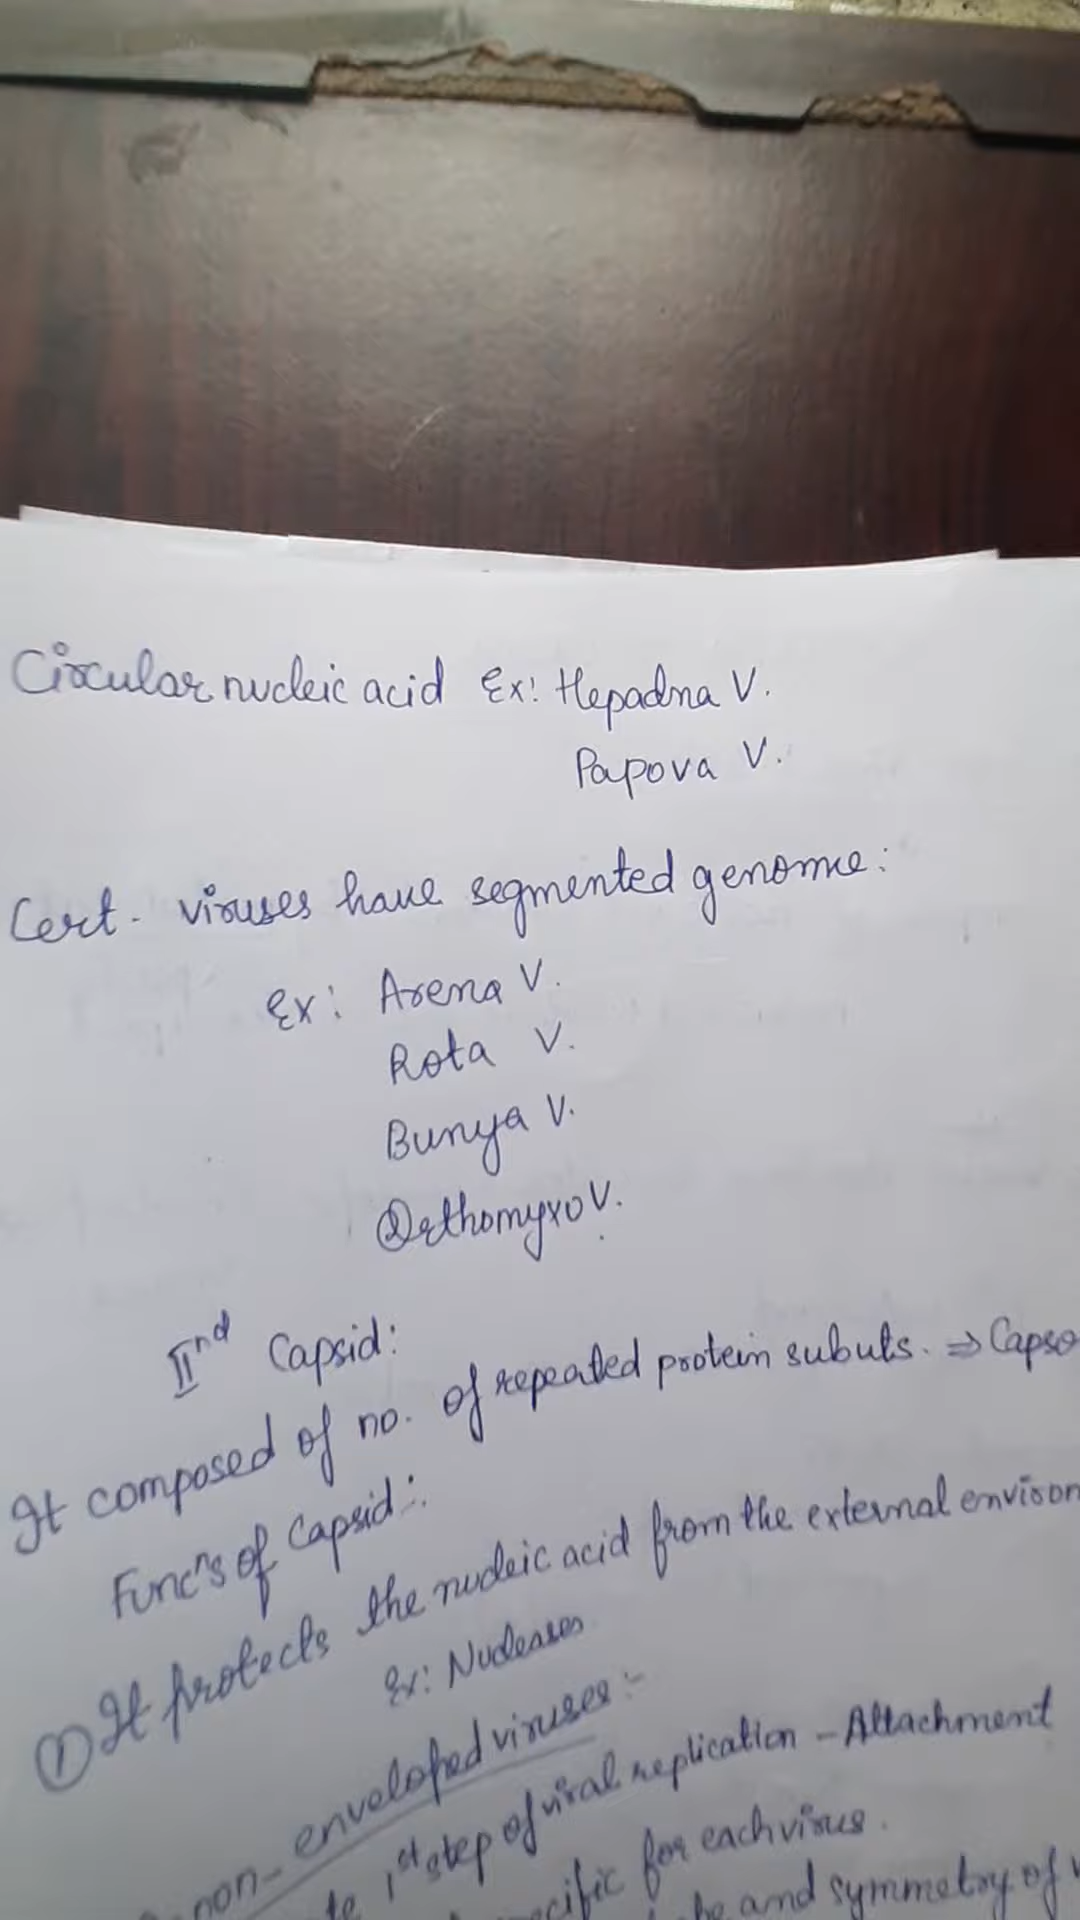 Circular nucleic acid Ex: Hepadna V.
Papova V.
Cert. viruses have segmented genome:
Ex: Arena V.
Rota V.
Bunya V.
Orthomyxo V.
IInd Capsid:
It composed of no. of repeated protein subuts. ⇒ Capso
Func'ns of Capsid:
① It protects the nucleic acid from the external environ
Ex: Nucleases
non-enveloped viruses:-
1st step of viral replication - Attachment
for each virus.
and symmetry of